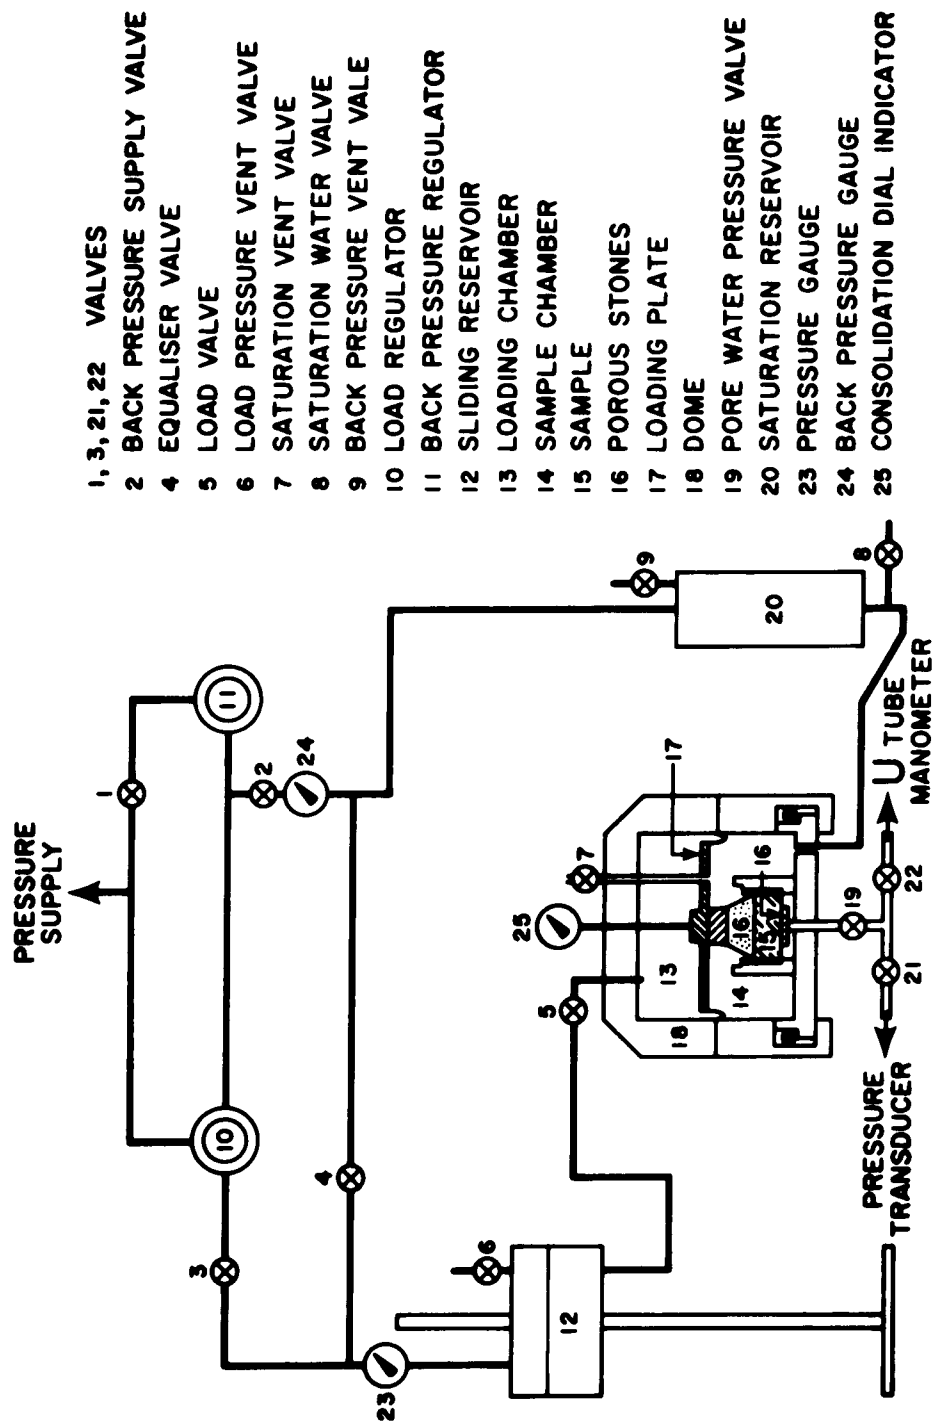 PRESSURE
SUPPLY
1
11
10
3
2
24
4
23
6
12
5
25
7
17
13
18
16
16
15
14
19
21
22
9
20
8
PRESSURE
TRANSDUCER
U TUBE
MANOMETER
1, 3, 21, 22 VALVES
2 BACK PRESSURE SUPPLY VALVE
4 EQUALISER VALVE
5 LOAD VALVE
6 LOAD PRESSURE VENT VALVE
7 SATURATION VENT VALVE
8 SATURATION WATER VALVE
9 BACK PRESSURE VENT VALE
10 LOAD REGULATOR
11 BACK PRESSURE REGULATOR
12 SLIDING RESERVOIR
13 LOADING CHAMBER
14 SAMPLE CHAMBER
15 SAMPLE
16 POROUS STONES
17 LOADING PLATE
18 DOME
19 PORE WATER PRESSURE VALVE
20 SATURATION RESERVOIR
23 PRESSURE GAUGE
24 BACK PRESSURE GAUGE
25 CONSOLIDATION DIAL INDICATOR